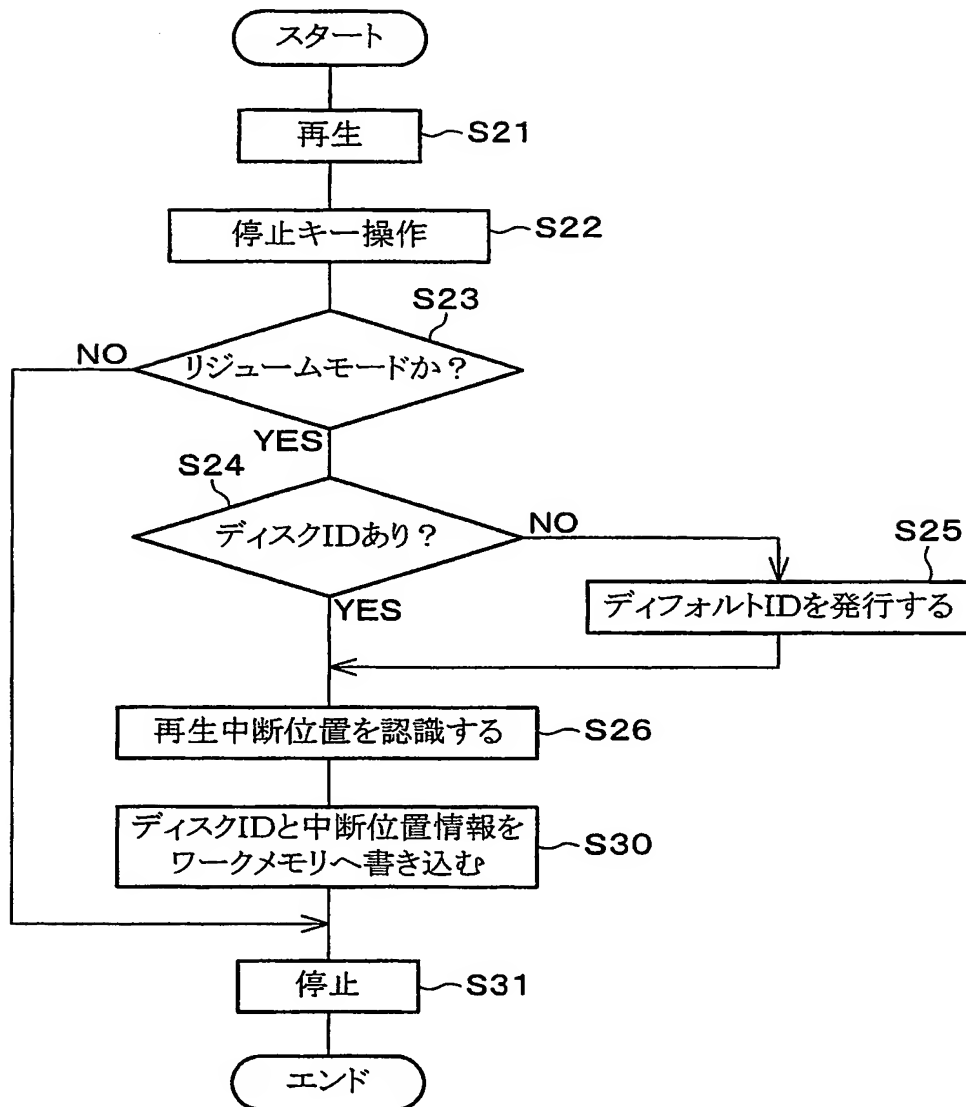 スタート
再生
S21
停止キー操作
S22
S23
リジュームモードか?
NO
YES
S24
ディスクIDあり?
NO
YES
S25
ディフォルトIDを発行する
再生中断位置を認識する
S26
ディスクIDと中断位置情報を
ワークメモリへ書き込む
S30
停止
S31
エンド